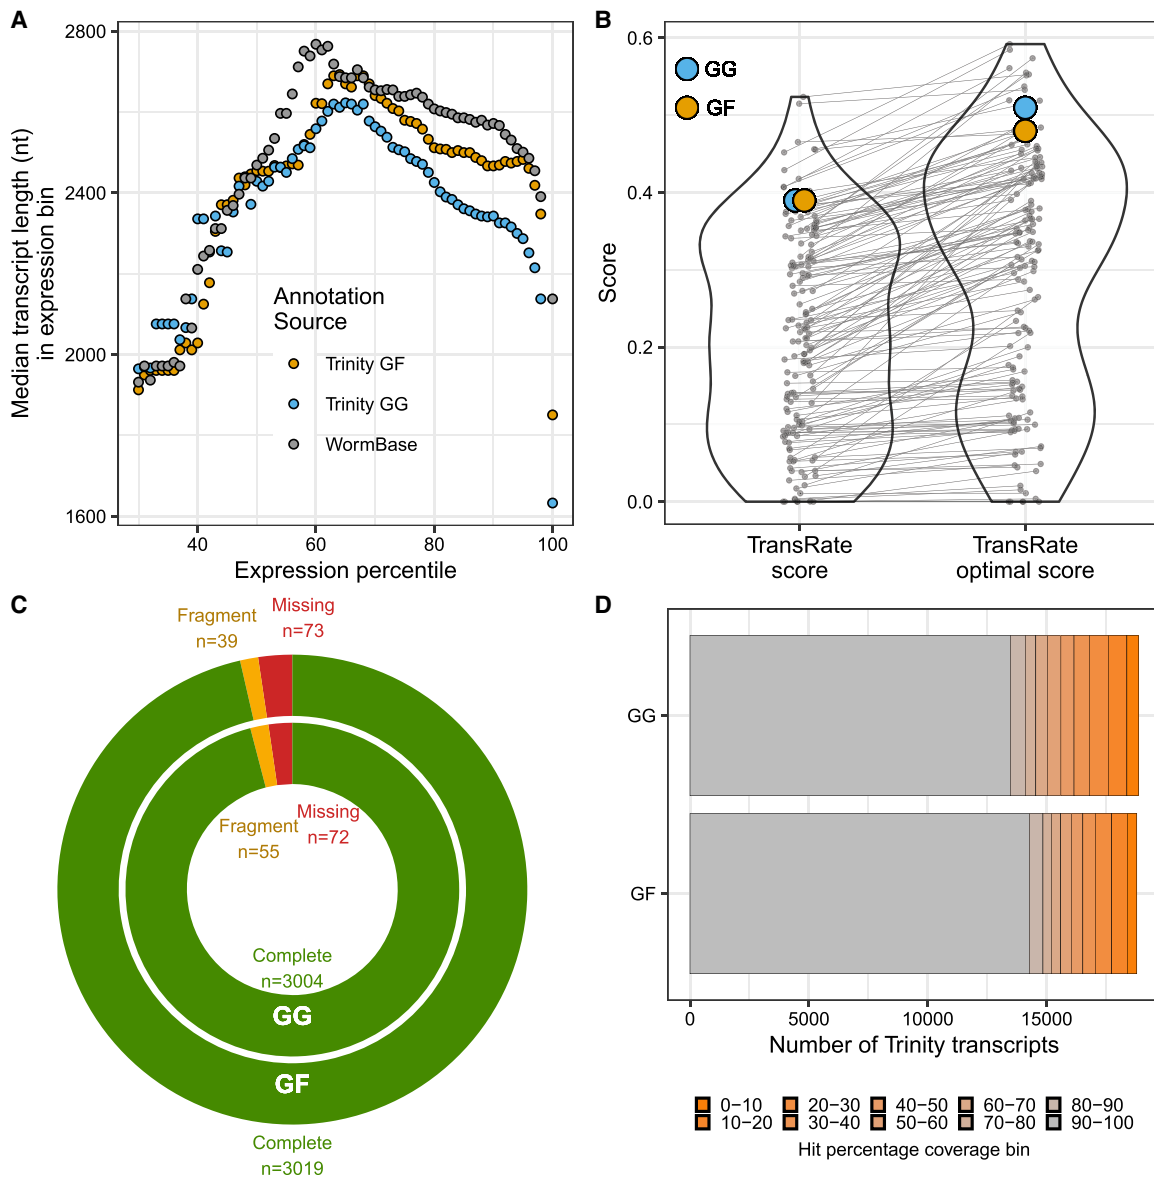 A
2800
2400
2000
1600
Median transcript length (nt)
in expression bin
Annotation
Source
Trinity GF
Trinity GG
WormBase
40
60
80
100
Expression percentile
B
0.6
0.4
0.2
0.0
Score
GG
GF
TransRate
score
TransRate
optimal score
C
Fragment
n=39
Missing
n=73
Fragment
n=55
Missing
n=72
Complete
n=3004
GG
GF
Complete
n=3019
D
GG
GF
0
5000
10000
15000
Number of Trinity transcripts
0−10
20−30
40−50
60−70
80−90
10−20
30−40
50−60
70−80
90−100
Hit percentage coverage bin